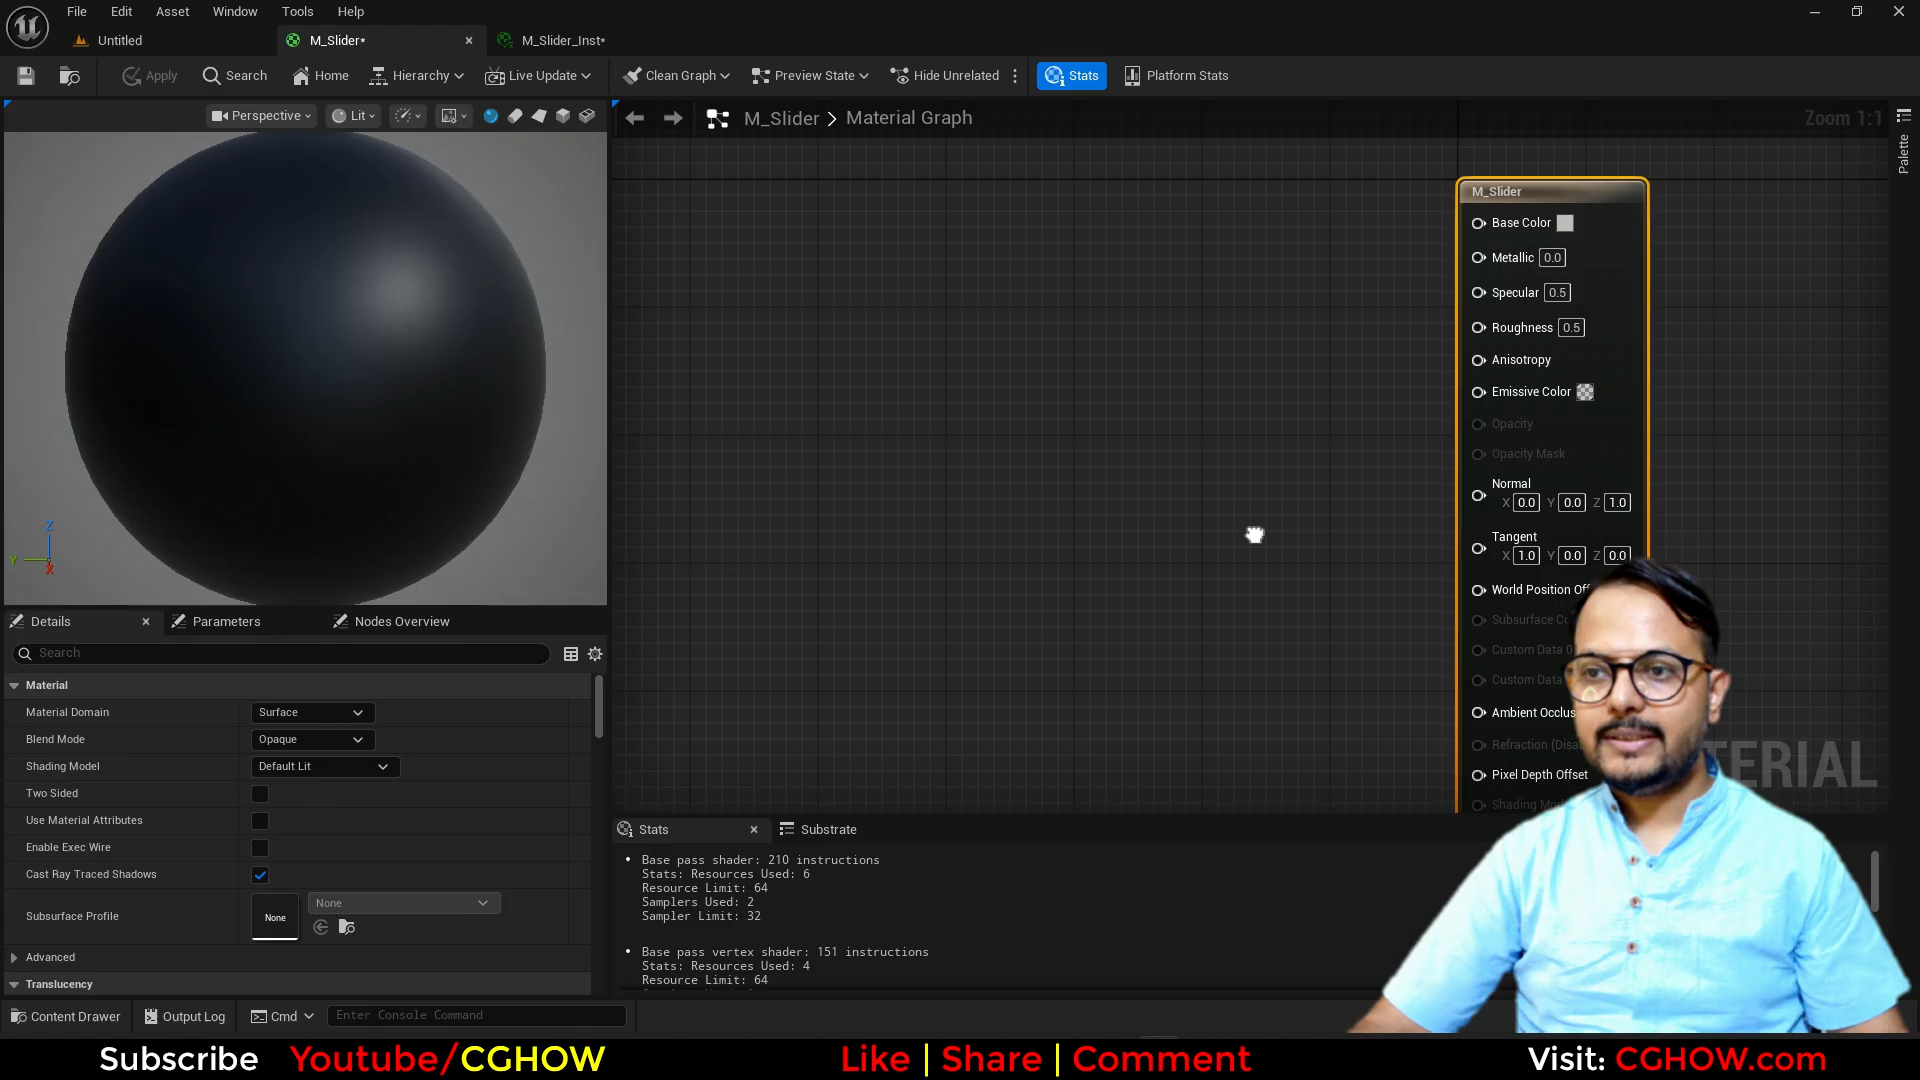 File Edit Asset Window Tools Help
Untitled M_Slider* M_Slider_Inst*
Apply Search Home Hierarchy Live Update Clean Graph Preview State Hide Unrelated Stats Platform Stats
Perspective Lit
M_Slider > Material Graph
Zoom 1:1
Palette
M_Slider
Base Color
Metallic 0.0
Specular 0.5
Roughness 0.5
Anisotropy
Emissive Color
Opacity
Opacity Mask
Normal
X 0.0 Y 0.0 Z 1.0
Tangent
X 1.0 Y 0.0 Z 0.0
World Position Off
Subsurface Co
Custom Data 0
Custom Data
Ambient Occlus
Refraction (Disa
Pixel Depth Offset
Shading Mod
TERIAL
Z
Y
X
Details Parameters Nodes Overview
Search
Material
Material Domain Surface
Blend Mode Opaque
Shading Model Default Lit
Two Sided
Use Material Attributes
Enable Exec Wire
Cast Ray Traced Shadows
Subsurface Profile None None
Advanced
Translucency
Stats Substrate
Base pass shader: 210 instructions
Stats: Resources Used: 6
Resource Limit: 64
Samplers Used: 2
Sampler Limit: 32
Base pass vertex shader: 151 instructions
Stats: Resources Used: 4
Resource Limit: 64
Content Drawer Output Log Cmd Enter Console Command
Subscribe Youtube/CGHOW Like | Share | Comment Visit: CGHOW.com